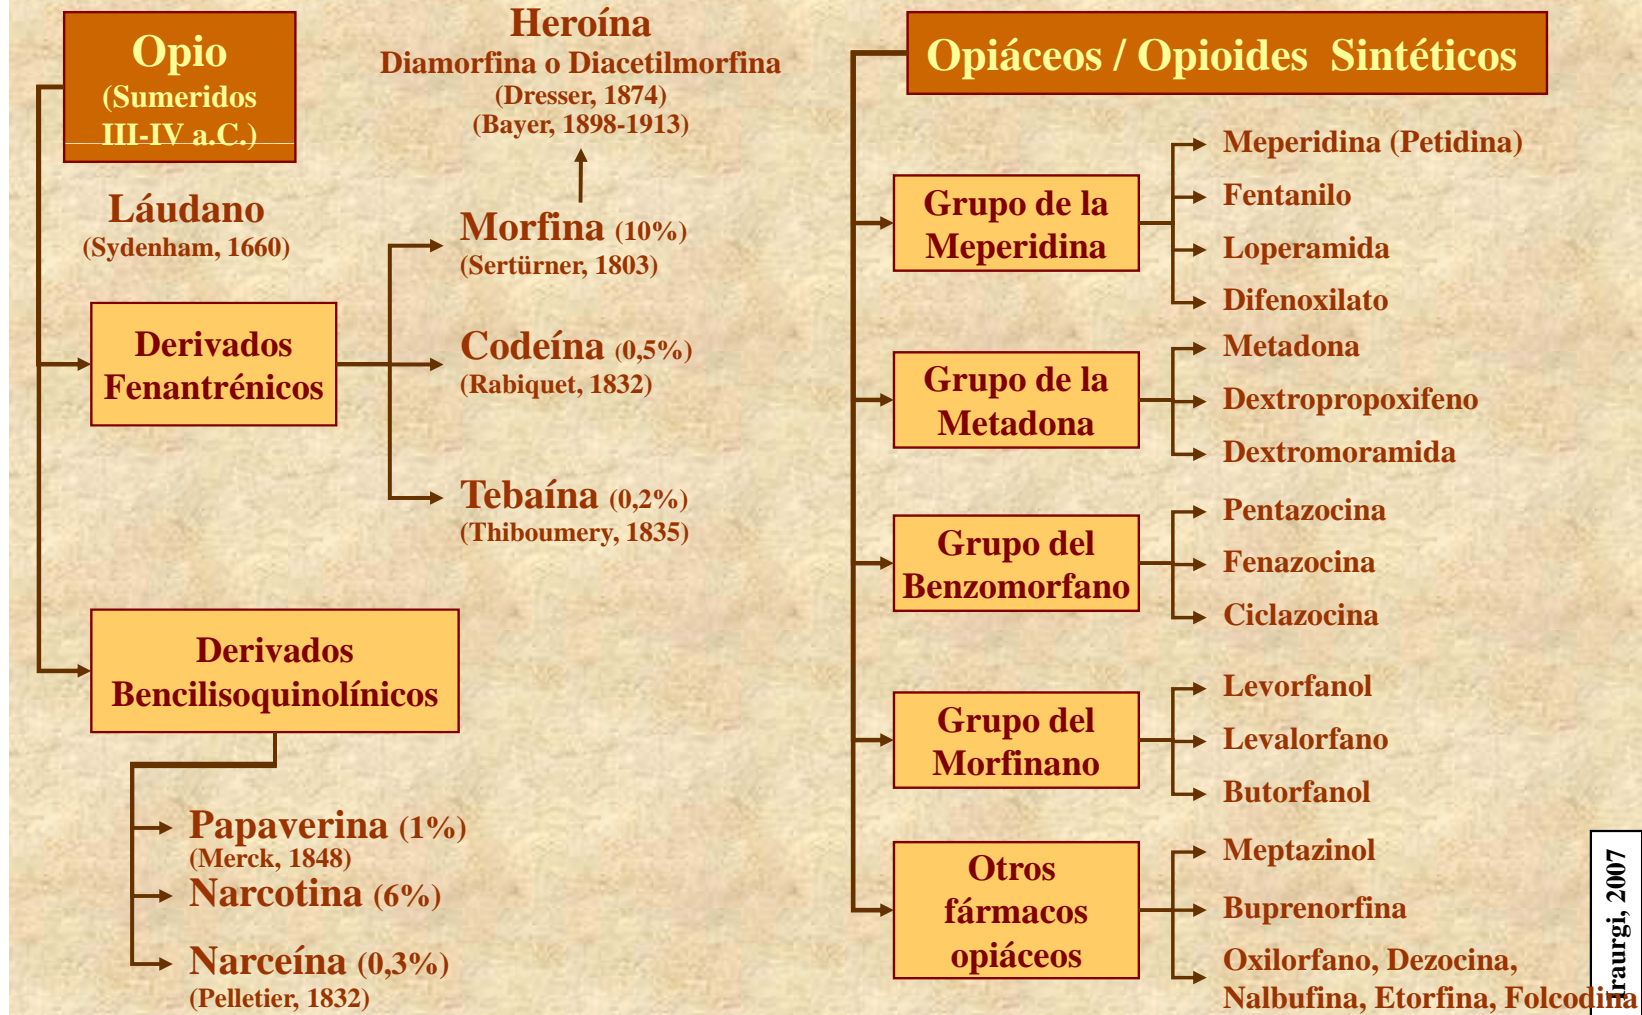 Opio
(Sumeridos
III-IV a.C.)
Láudano
(Sydenham, 1660)
Heroína
Diamorfina o Diacetilmorfina
(Dresser, 1874)
(Bayer, 1898-1913)
Derivados
Fenantrénicos
Morfina (10%)
(Sertürner, 1803)
Codeína (0,5%)
(Rabiquet, 1832)
Tebaína (0,2%)
(Thiboumery, 1835)
Derivados
Bencilisoquinolínicos
Papaverina (1%)
(Merck, 1848)
Narcotina (6%)
Narceína (0,3%)
(Pelletier, 1832)
Opiáceos / Opioides Sintéticos
Grupo de la
Meperidina
Meperidina (Petidina)
Fentanilo
Loperamida
Difenoxilato
Grupo de la
Metadona
Metadona
Dextropropoxifeno
Dextromoramida
Grupo del
Benzomorfano
Pentazocina
Fenazocina
Ciclazocina
Grupo del
Morfinano
Levorfanol
Levalorfano
Butorfanol
Otros
fármacos
opiáceos
Meptazinol
Buprenorfina
Oxilorfano, Dezocina,
Nalbufina, Etorfina, Folcodina
Iraurgi, 2007